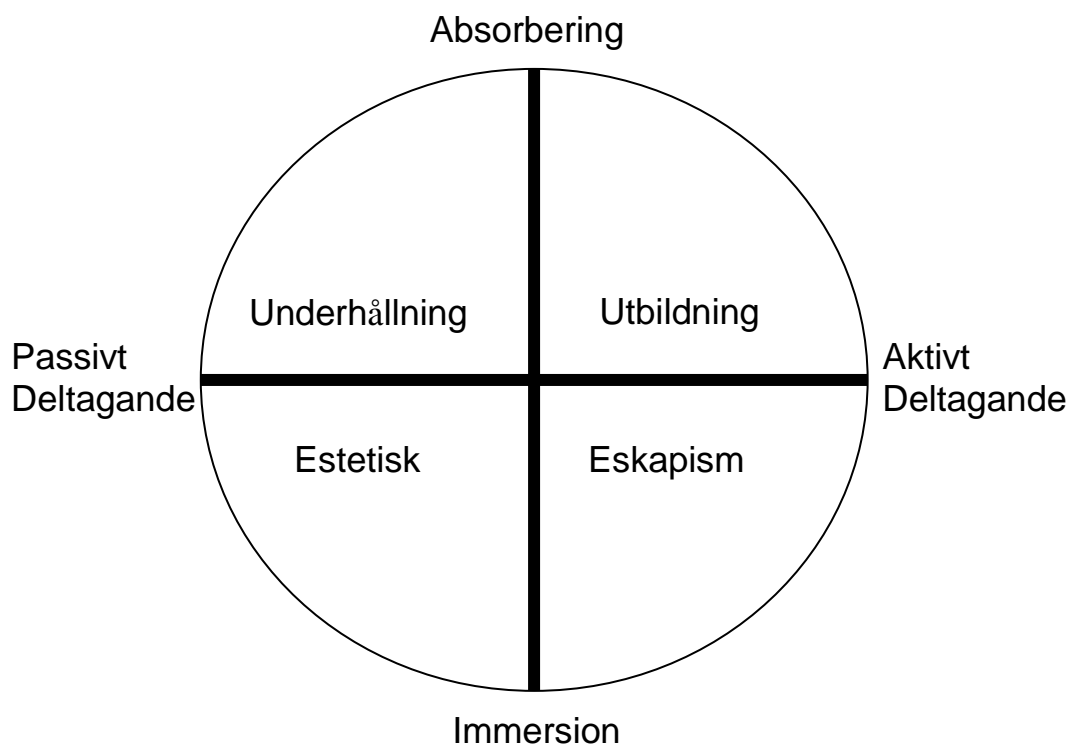 Absorbering
Underhållning
Utbildning
Passivt
Deltagande
Aktivt
Deltagande
Estetisk
Eskapism
Immersion